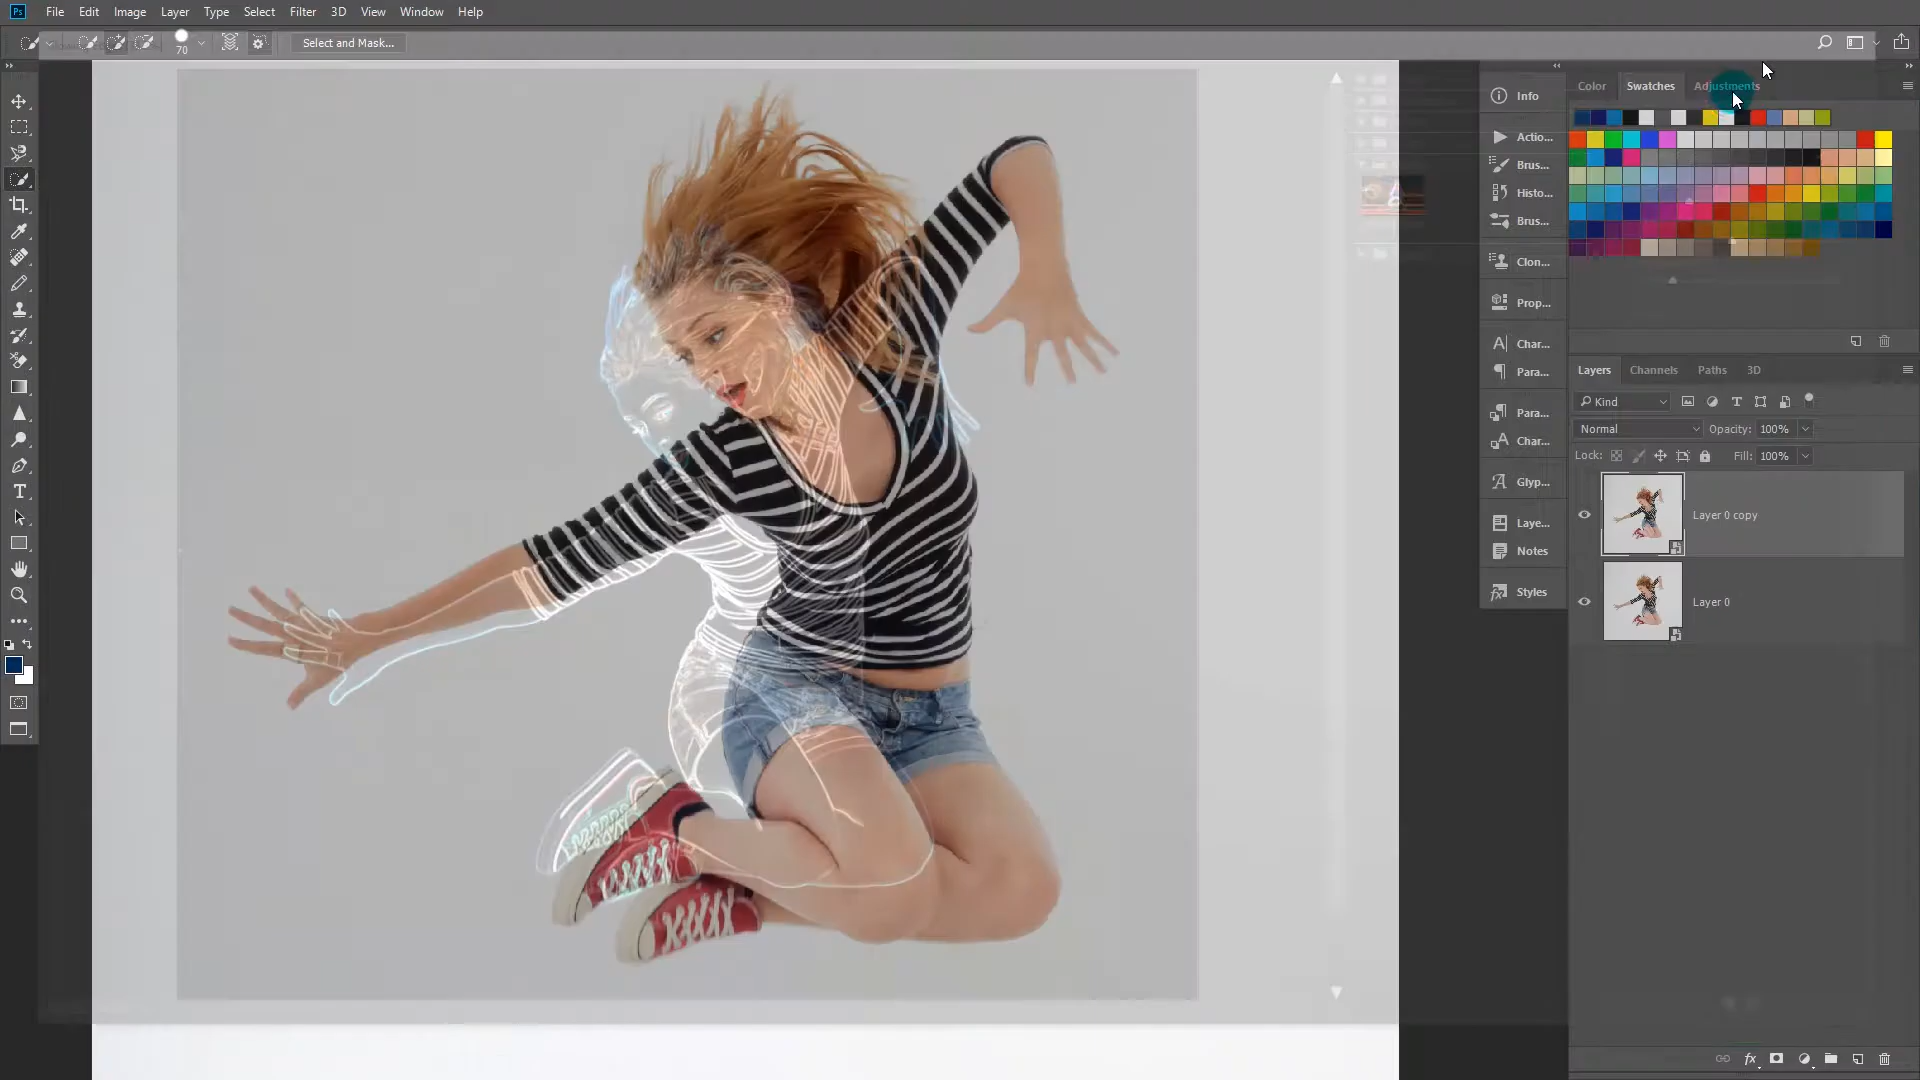 Ps File Edit Image Layer Type Select Filter 3D View Window Help
70 Select and Mask...
Color Swatches Adjustments
Info
Actio...
Brus...
Histo...
Brus...
Clon...
Prop...
Char...
Para...
Para...
Char...
Glyp...
Laye...
Notes
Styles
Layers Channels Paths 3D
Kind
Normal Opacity: 100%
Lock: Fill: 100%
Layer 0 copy
Layer 0